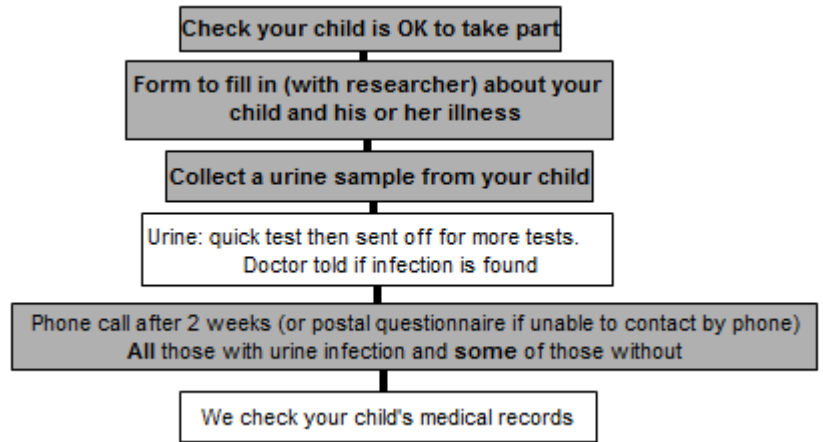 Check your child is OK to take part
Form to fill in (with researcher) about your
child and his or her illness
Collect a urine sample from your child
Urine: quick test then sent off for more tests.
Doctor told if infection is found
Phone call after 2 weeks (or postal questionnaire if unable to contact by phone)
All those with urine infection and some of those without
We check your child's medical records